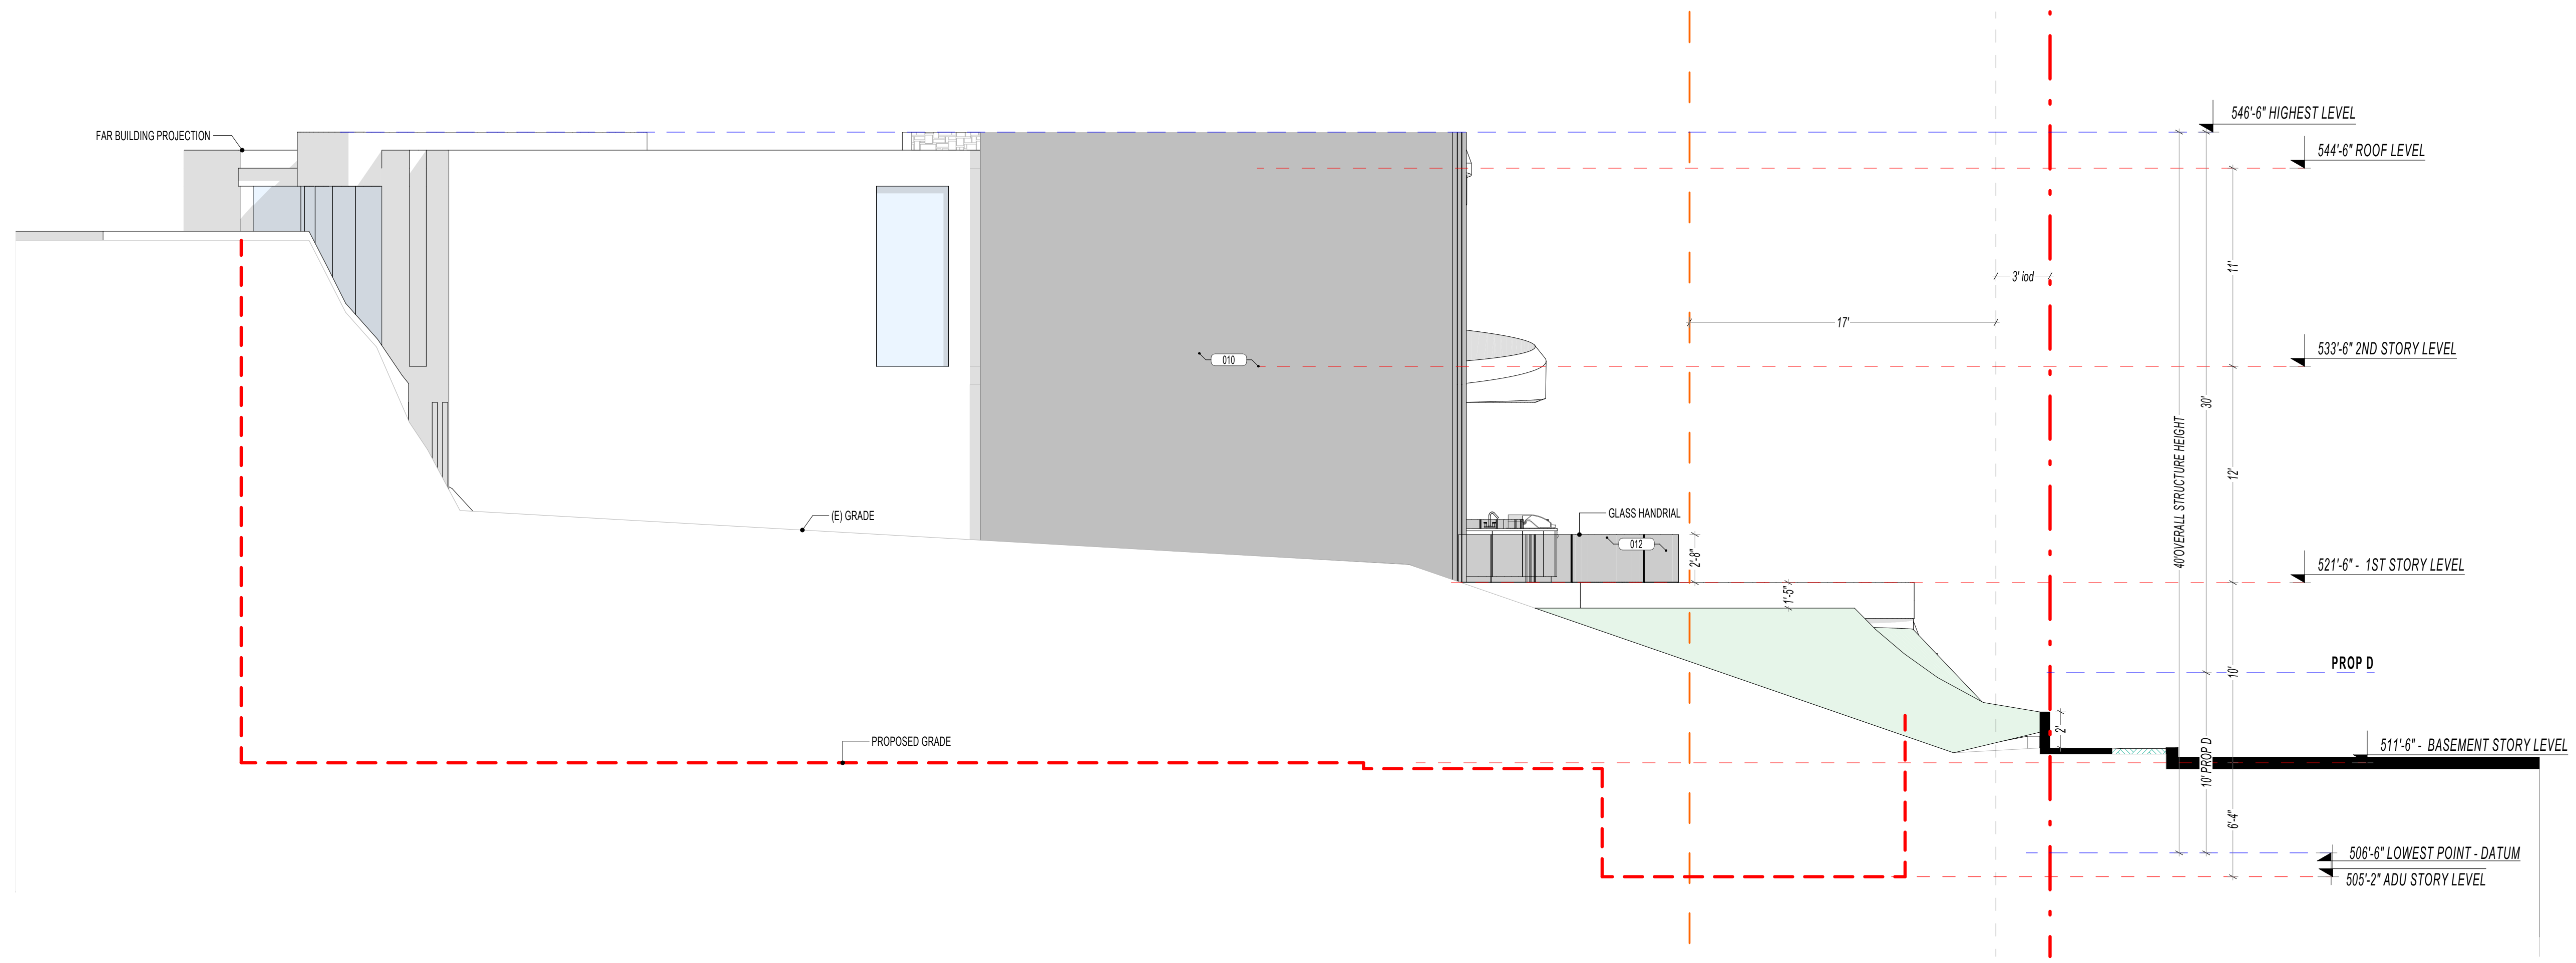 546'-6" HIGHEST LEVEL
FAR BUILDING PROJECTION
544'-6" ROOF LEVEL
11'
3' iod
17'
533'-6" 2ND STORY LEVEL
010
30'
40'OVERALL STRUCTURE HEIGHT
12'
(E) GRADE
GLASS HANDRIAL
012
2'-8"
521'-6" - 1ST STORY LEVEL
1'-5"
PROP D
10'
2'
PROPOSED GRADE
511'-6" - BASEMENT STORY LEVEL
10' PROP D
6'-4"
506'-6" LOWEST POINT - DATUM
505'-2" ADU STORY LEVEL